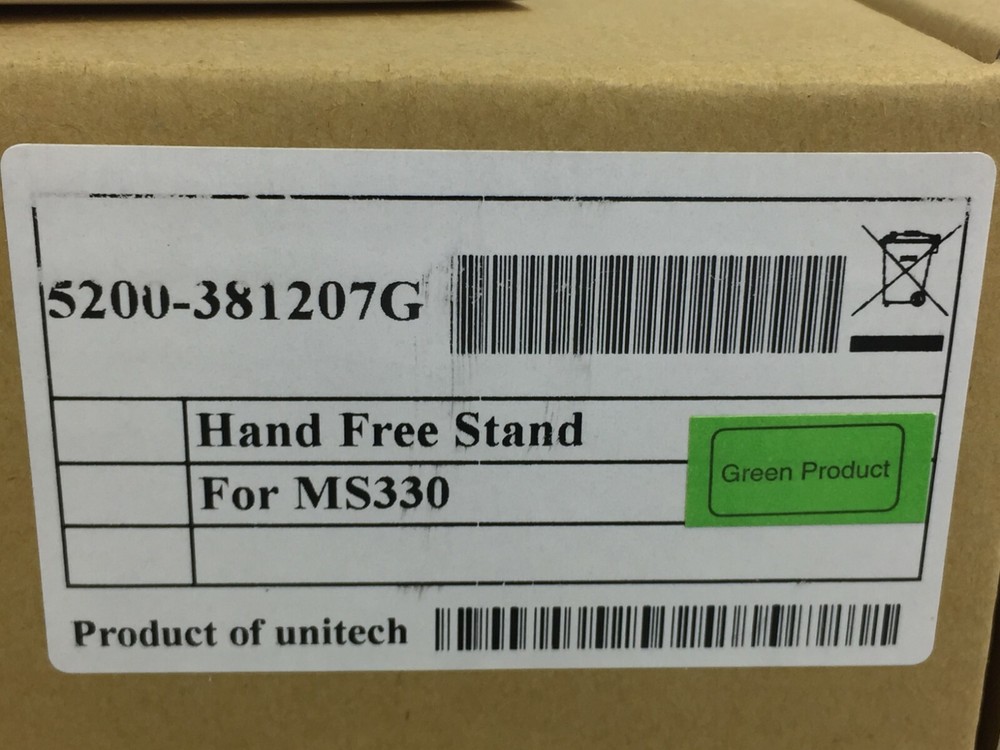 5200-381207G
Hand Free Stand
For MS330
Green Product
Product of unitech